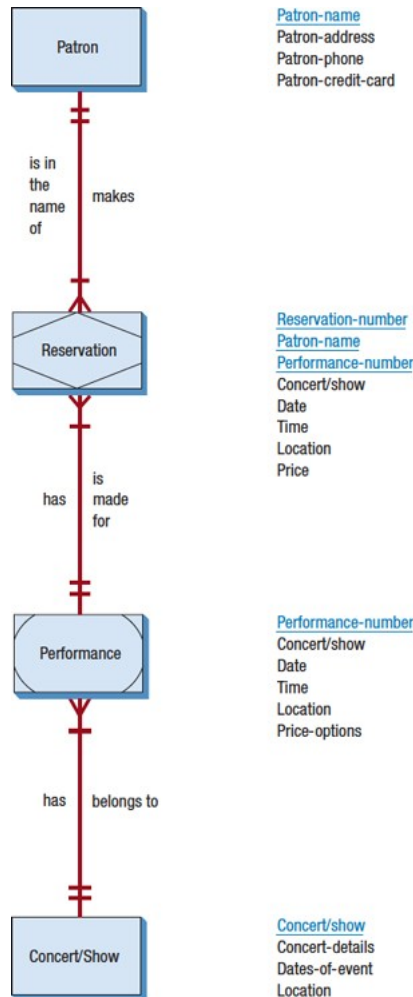 Patron
Patron-name
Patron-address
Patron-phone
Patron-credit-card
is in
the
name
of
makes
Reservation
Reservation-number
Patron-name
Performance-number
Concert/show
Date
Time
Location
Price
has
is
made
for
Performance
Performance-number
Concert/show
Date
Time
Location
Price-options
has
belongs to
Concert/Show
Concert/show
Concert-details
Dates-of-event
Location